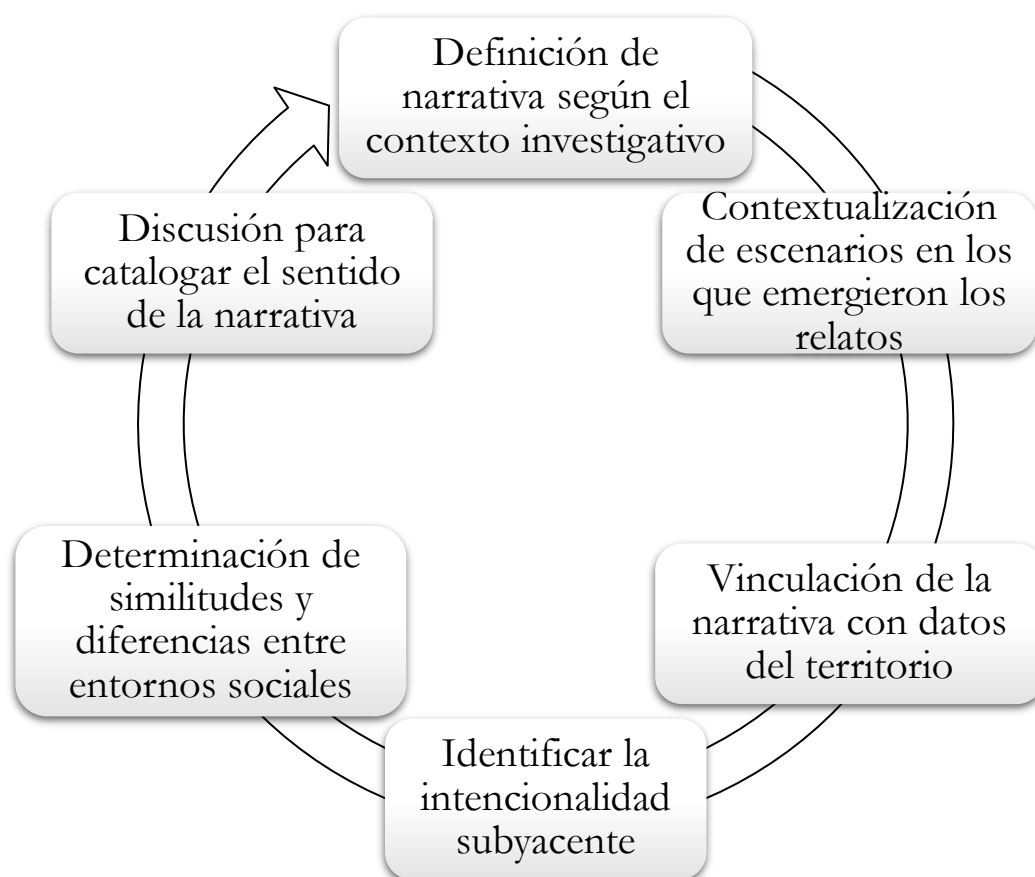 Definición de
narrativa según el
contexto investigativo
Contextualización
de escenarios en los
que emergieron los
relatos
Vinculación de la
narrativa con datos
del territorio
Identificar la
intencionalidad
subyacente
Determinación de
similitudes y
diferencias entre
entornos sociales
Discusión para
catalogar el sentido
de la narrativa